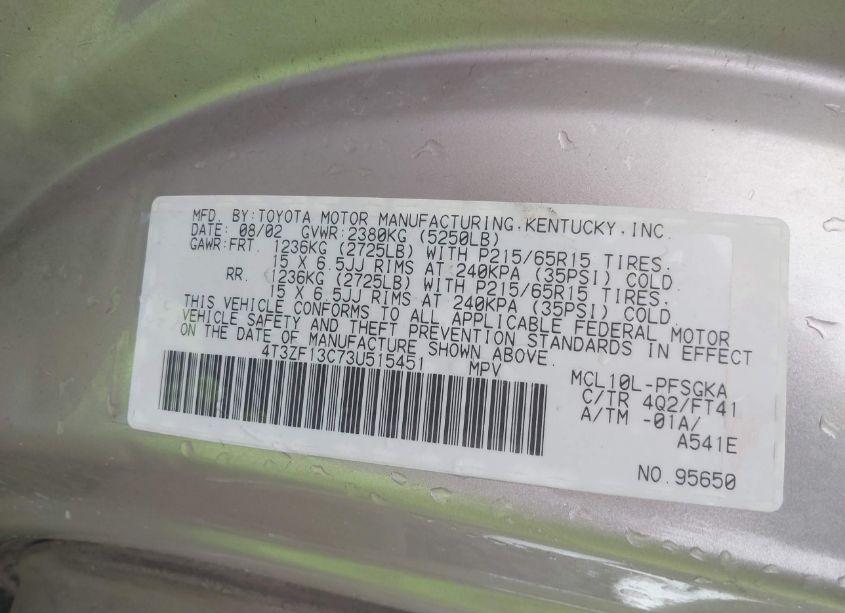 MFD. BY:TOYOTA MOTOR MANUFACTURING.KENTUCKY,INC.
DATE: 08/02 GVWR:2380KG (5250LB)
GAWR:FRT. 1236KG (2725LB) WITH P215/65R15 TIRES.
15 X 6.5JJ RIMS AT 240KPA (35PSI) COLD.
RR. 1236KG (2725LB) WITH P215/65R15 TIRES.
15 X 6.5JJ RIMS AT 240KPA (35PSI) COLD.
THIS VEHICLE CONFORMS TO ALL APPLICABLE FEDERAL MOTOR
VEHICLE SAFETY AND THEFT PREVENTION STANDARDS IN EFFECT
ON THE DATE OF MANUFACTURE SHOWN ABOVE.
4T3ZF13C73U515451 MPV
MCL10L-PFSGKA
C/TR 4Q2/FT41
A/TM -01A/
A541E
NO.95650